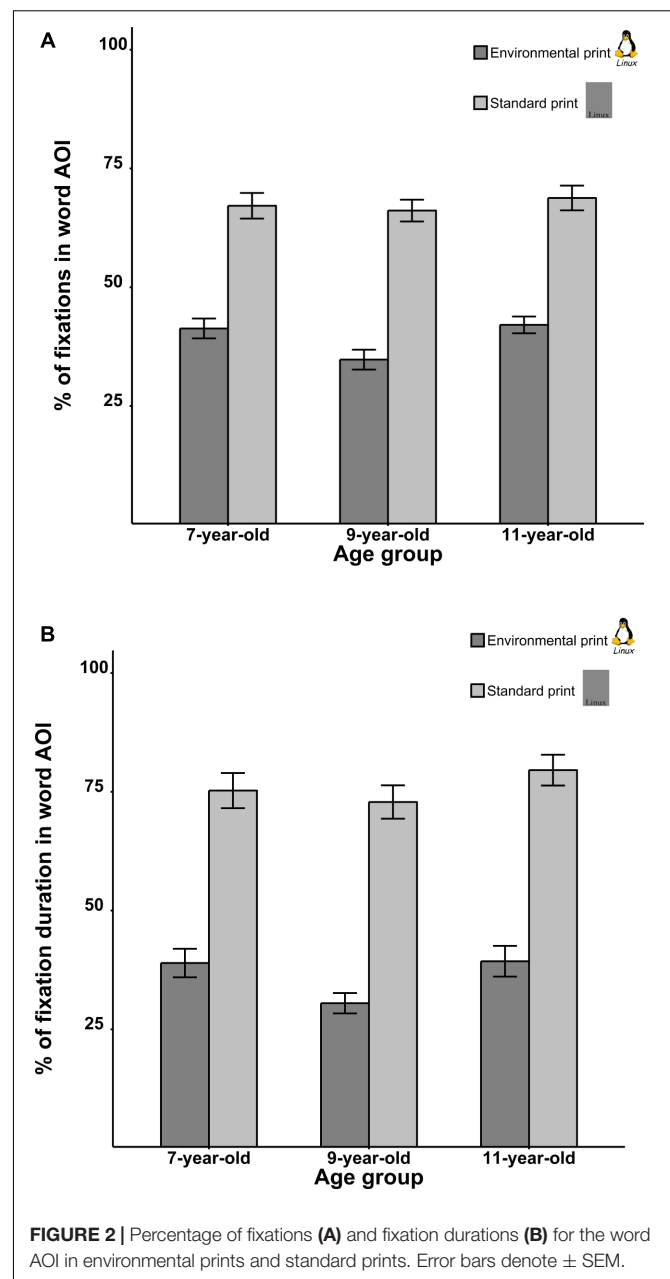 A
100
Environmental print
Linux
Standard print
Linux
75
50
25
% of fixations in word AOI
7-year-old 9-year-old 11-year-old
Age group
B
100
Environmental print
Linux
Standard print
Linux
75
50
25
% of fixation duration in word AOI
7-year-old 9-year-old 11-year-old
Age group
FIGURE 2 | Percentage of fixations (A) and fixation durations (B) for the word
AOI in environmental prints and standard prints. Error bars denote ± SEM.